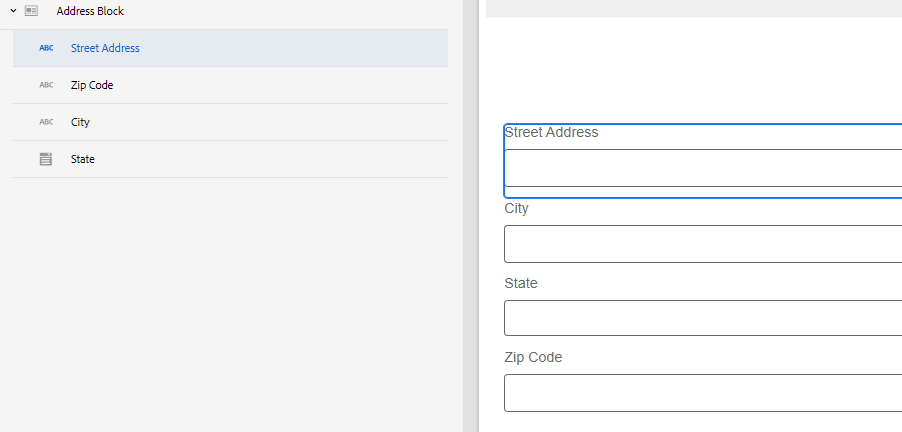 Address Block
ABC Street Address
ABC Zip Code
ABC City
State
Street Address
City
State
Zip Code